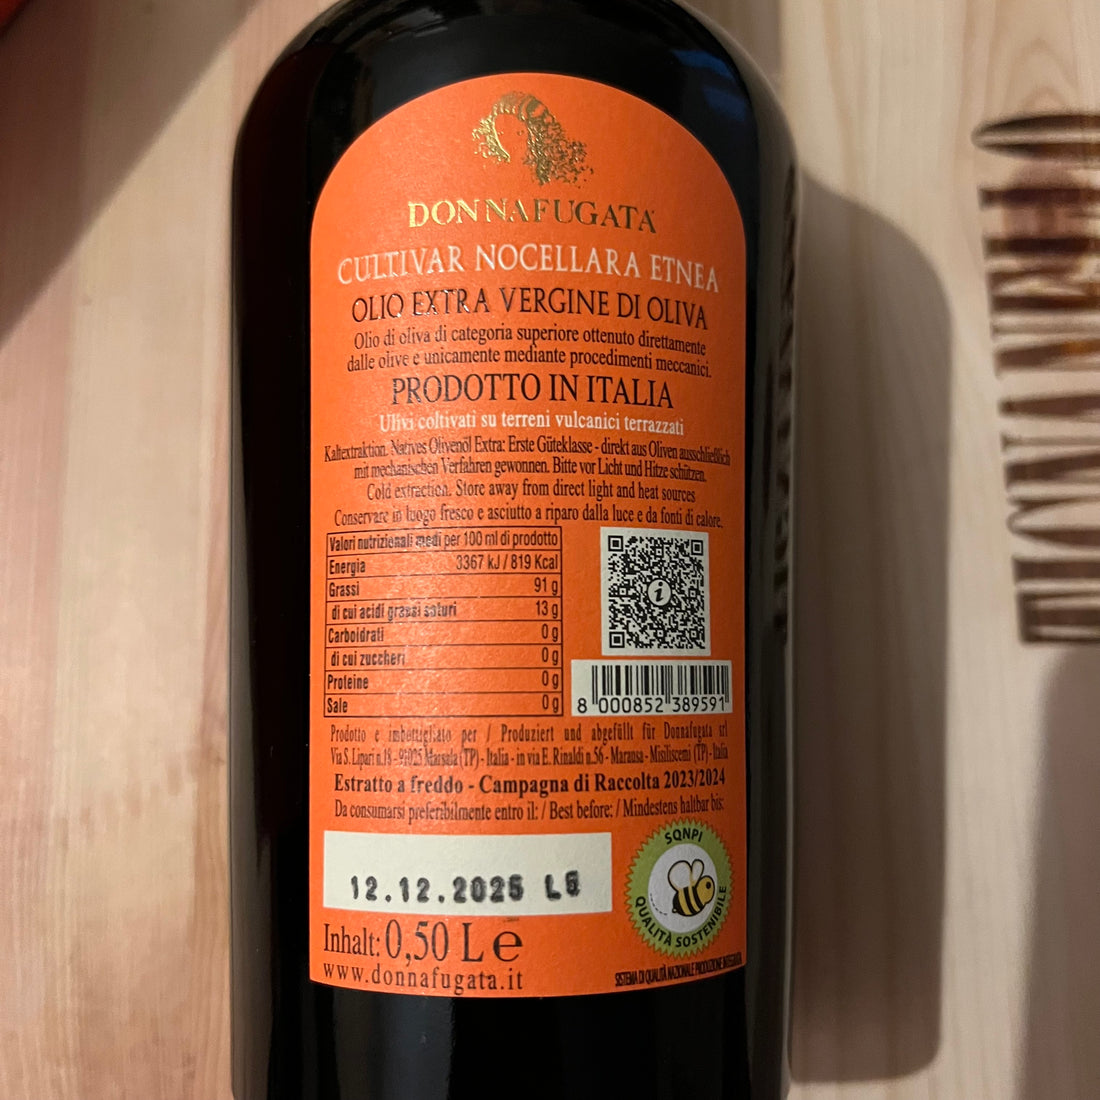 DONNAFUGATA
CULTIVAR NOCELLARA ETNEA
OLIO EXTRA VERGINE DI OLIVA
Olio di oliva di categoria superiore ottenuto direttamente
dalle olive e unicamente mediante procedimenti meccanici.
PRODOTTO IN ITALIA
Ulivi coltivati su terreni vulcanici terrazzati
Kaltextraktion. Natives Olivenöl Extra: Erste Güteklasse - direkt aus Oliven ausschließlich
mit mechanischen Verfahren gewonnen. Bitte vor Licht und Hitze schützen.
Cold extraction. Store away from direct light and heat sources
Conservare in luogo fresco e asciutto a riparo dalla luce e da fonti di calore.
Valori nutrizionali medi per 100 ml di prodotto
Energia 3367 kJ / 819 Kcal
Grassi 91 g
di cui acidi grassi saturi 13 g
Carboidrati 0 g
di cui zuccheri 0 g
Proteine 0 g
Sale 0 g
i
8 000852 389591
Prodotto e imbottigliato per / Produziert und abgefüllt für Donnafugata srl
Via S. Lipari n.18 - 91025 Marsala (TP) - Italia - in via E. Rinaldi n.56 - Marausa - Misiliscemi (TP) - Italia
Estratto a freddo - Campagna di Raccolta 2023/2024
Da consumarsi preferibilmente entro il: / Best before: / Mindestens haltbar bis:
12.12.2025 L6
SQNPI
QUALITÀ SOSTENIBILE
SISTEMA DI QUALITÀ NAZIONALE PRODUZIONE INTEGRATA
Inhalt: 0,50 L e
www.donnafugata.it